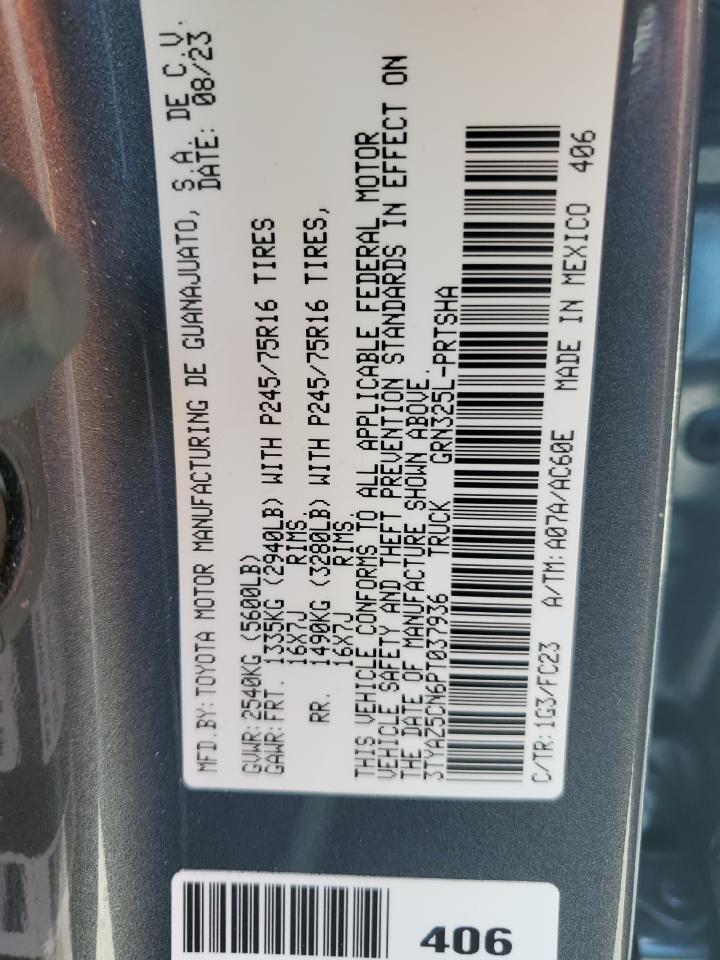 MFD.BY: TOYOTA MOTOR MANUFACTURING DE GUANAJUATO, S.A. DE C.V.
DATE: 08/23
GVWR: 2540KG (5600LB)
GAWR: FRT. 1335KG (2940LB) WITH P245/75R16 TIRES
16X7J RIMS.
RR. 1490KG (3280LB) WITH P245/75R16 TIRES,
16X7J RIMS.
THIS VEHICLE CONFORMS TO ALL APPLICABLE FEDERAL MOTOR
VEHICLE SAFETY AND THEFT PREVENTION STANDARDS IN EFFECT ON
THE DATE OF MANUFACTURE SHOWN ABOVE.
3TYAZ5CN6PT037936 TRUCK GRN325L-PRTSHA
C/TR: 1G3/FC23 A/TM: A07A/AC60E MADE IN MEXICO 406
406